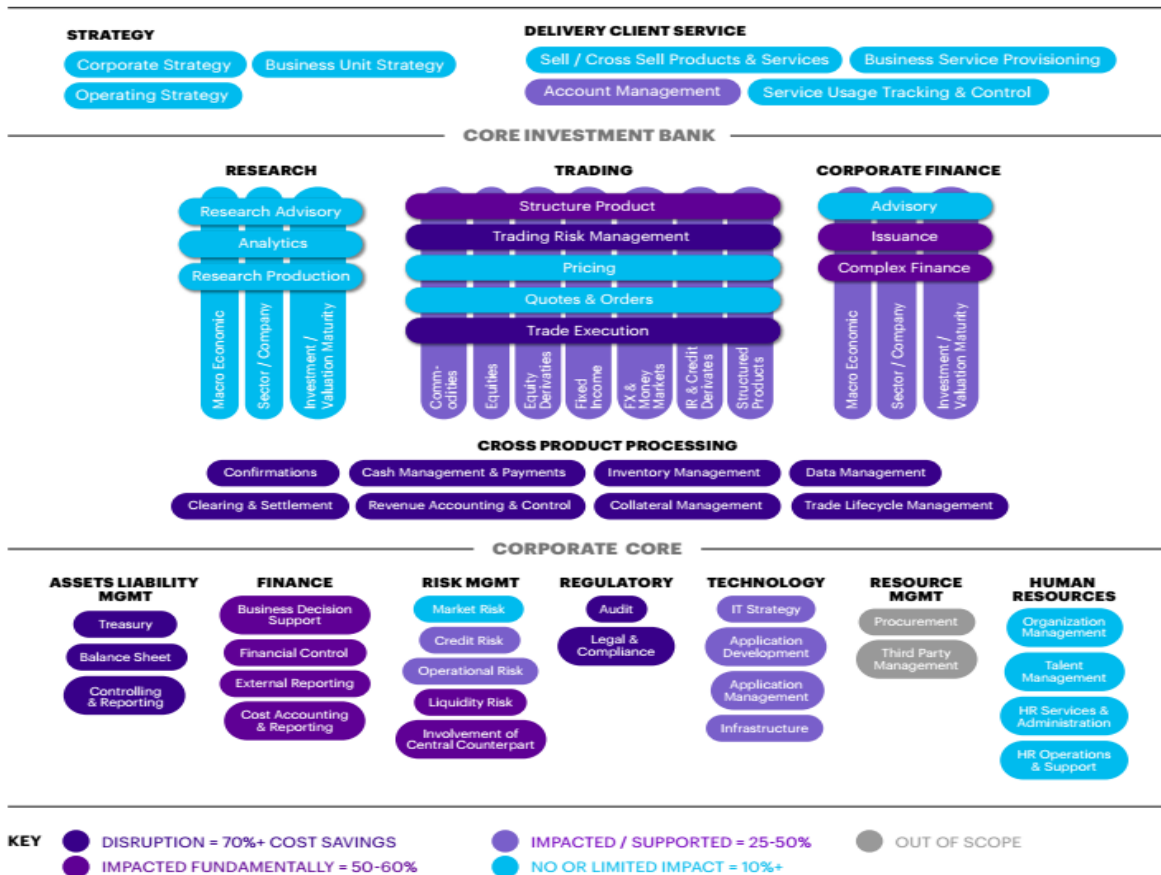 STRATEGY
Corporate Strategy
Business Unit Strategy
Operating Strategy
DELIVERY CLIENT SERVICE
Sell / Cross Sell Products & Services
Business Service Provisioning
Account Management
Service Usage Tracking & Control
CORE INVESTMENT BANK
RESEARCH
Research Advisory
Analytics
Research Production
Macro Economic
Sector / Company
Investment /
Valuation Maturity
TRADING
Structure Product
Trading Risk Management
Pricing
Quotes & Orders
Trade Execution
Comm-
odities
Equities
Equity
Derivaties
Fixed
Income
FX &
Money
Markets
IR & Credit
Derivates
Structured
Products
CORPORATE FINANCE
Advisory
Issuance
Complex Finance
Macro Economic
Sector / Company
Investment /
Valuation Maturity
CROSS PRODUCT PROCESSING
Confirmations
Cash Management & Payments
Inventory Management
Data Management
Clearing & Settlement
Revenue Accounting & Control
Collateral Management
Trade Lifecycle Management
CORPORATE CORE
ASSETS LIABILITY
MGMT
Treasury
Balance Sheet
Controlling
& Reporting
FINANCE
Business Decision
Support
Financial Control
External Reporting
Cost Accounting
& Reporting
RISK MGMT
Market Risk
Credit Risk
Operational Risk
Liquidity Risk
Involvement of
Central Counterpart
REGULATORY
Audit
Legal &
Compliance
TECHNOLOGY
IT Strategy
Application
Development
Application
Management
Infrastructure
RESOURCE
MGMT
Procurement
Third Party
Management
HUMAN
RESOURCES
Organization
Management
Talent
Management
HR Services &
Administration
HR Operations
& Support
KEY
DISRUPTION = 70%+ COST SAVINGS
IMPACTED FUNDAMENTALLY = 50-60%
IMPACTED / SUPPORTED = 25-50%
NO OR LIMITED IMPACT = 10%+
OUT OF SCOPE